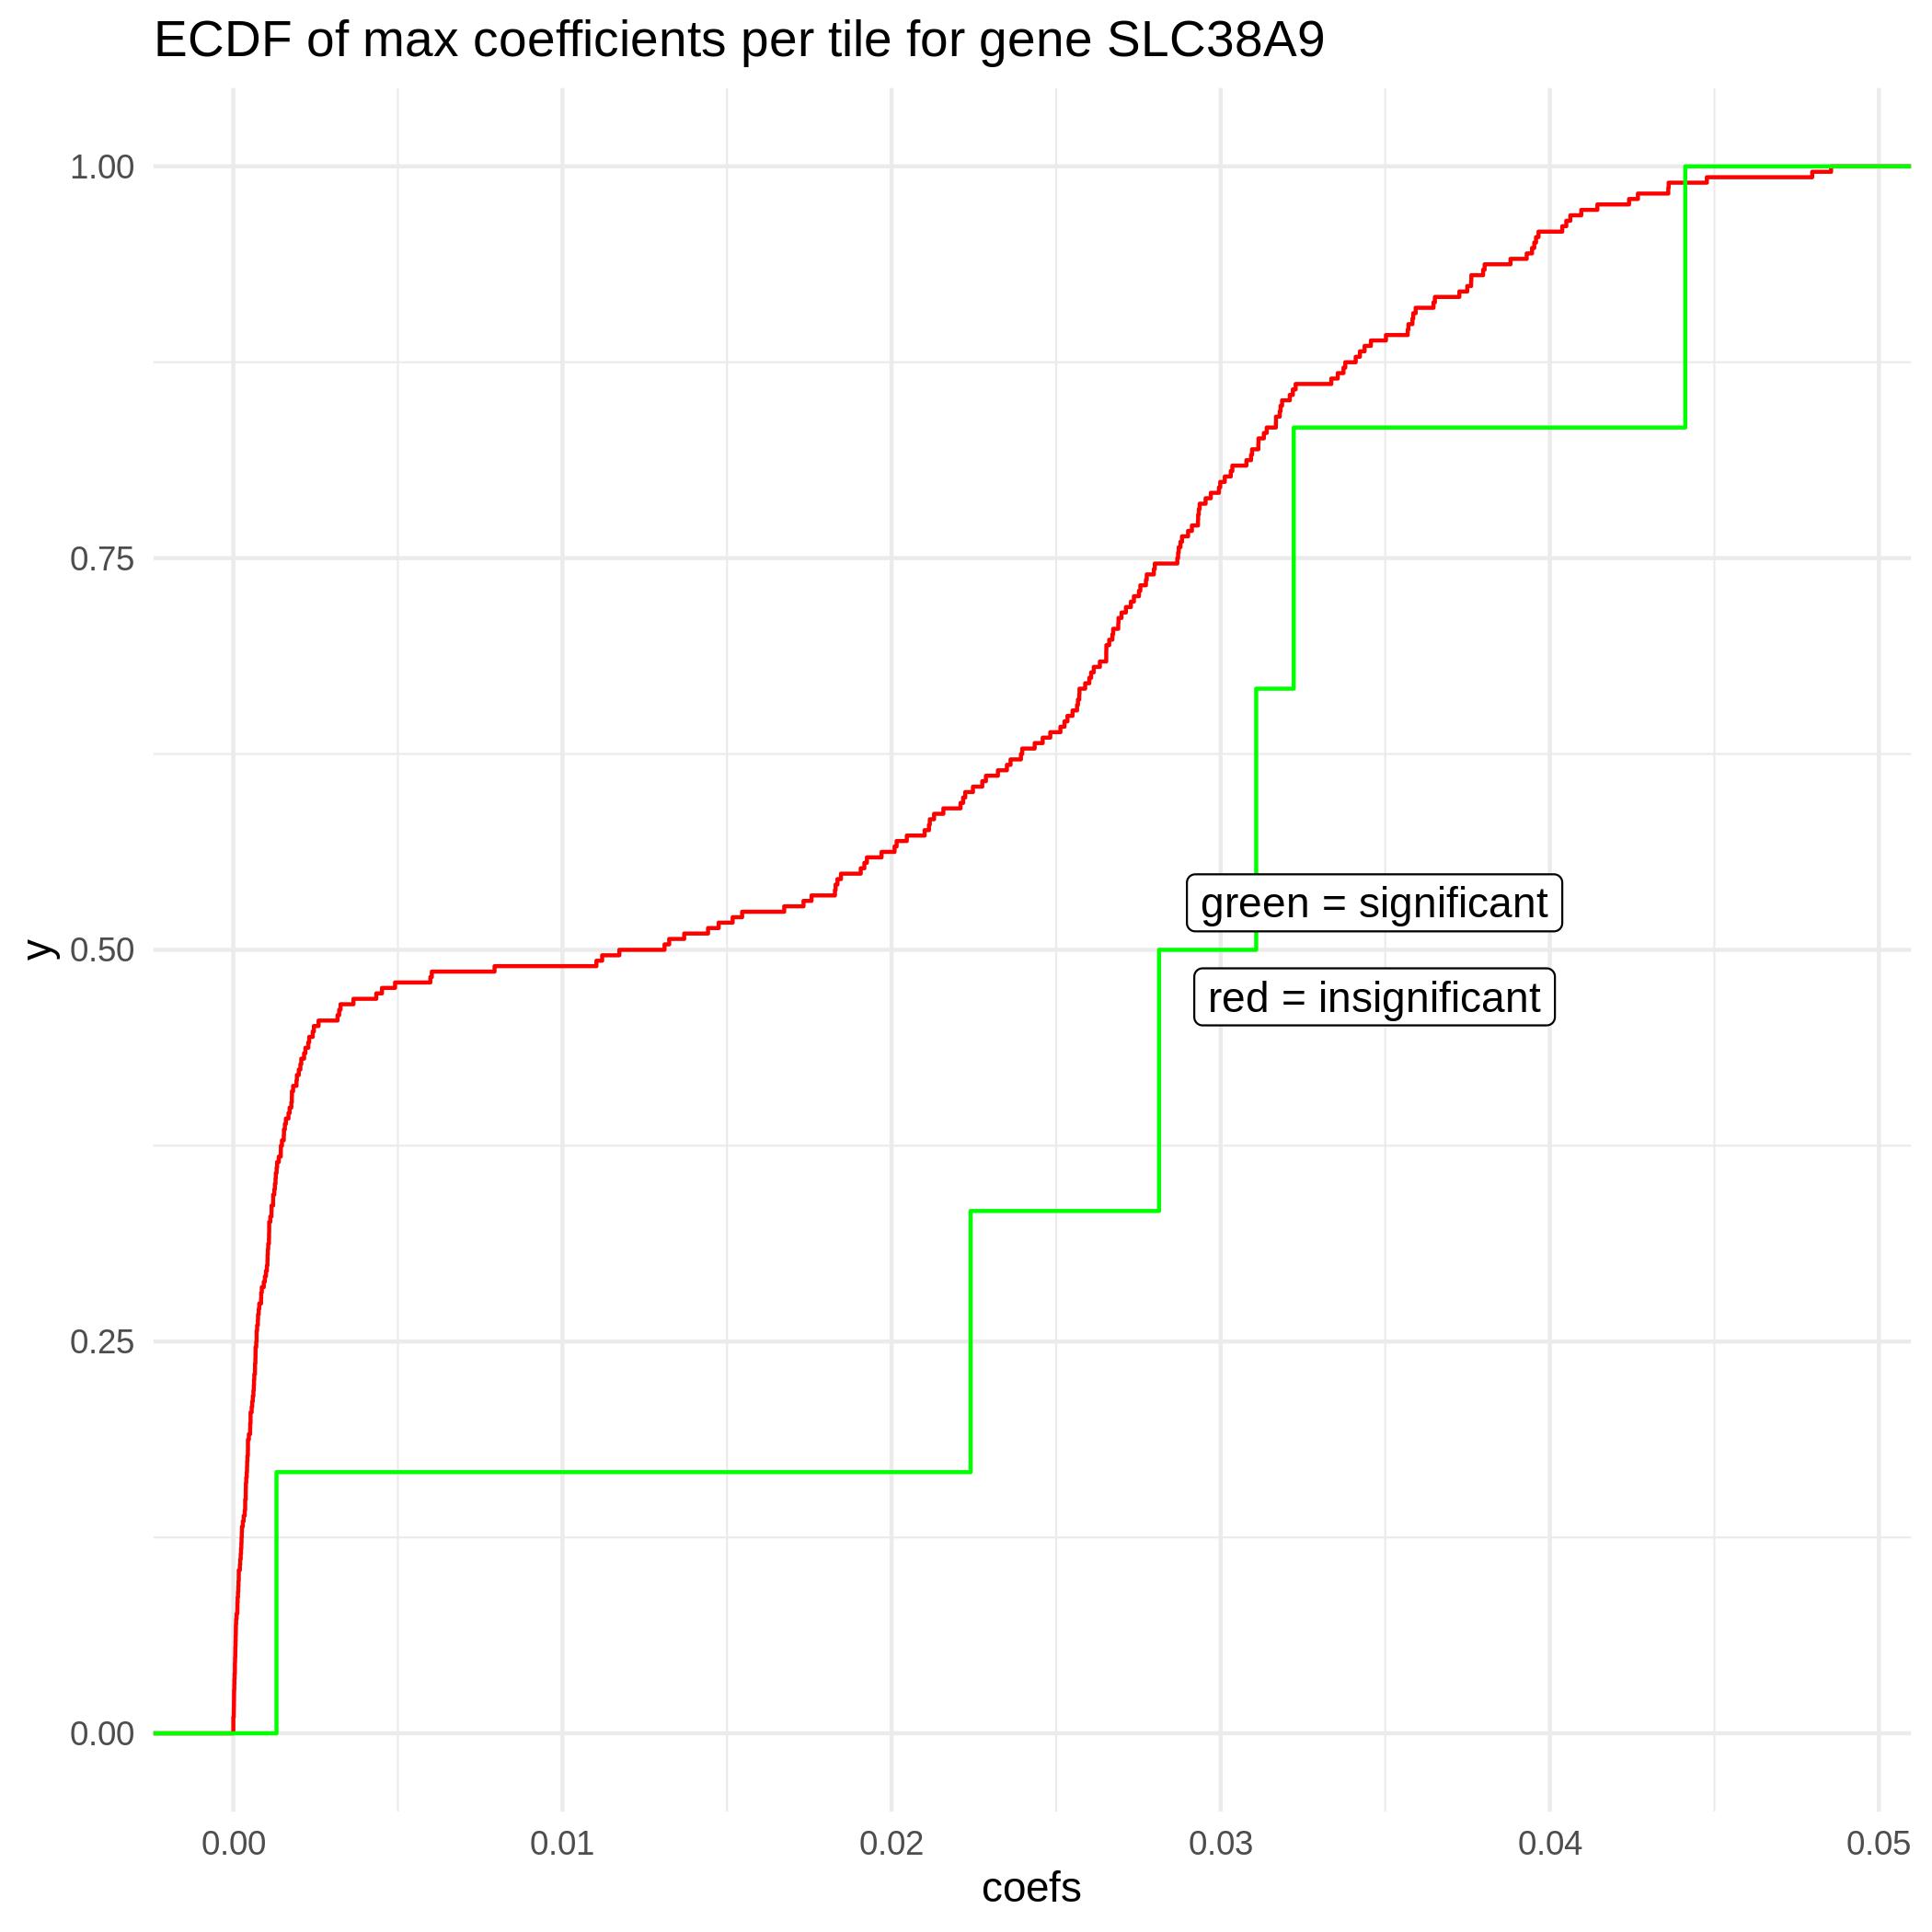 ECDF of max coefficients per tile for gene SLC38A9
1.00
0.75
0.50
0.25
0.00
y
green = significant
red = insignificant
0.00 0.01 0.02 0.03 0.04 0.05
coefs